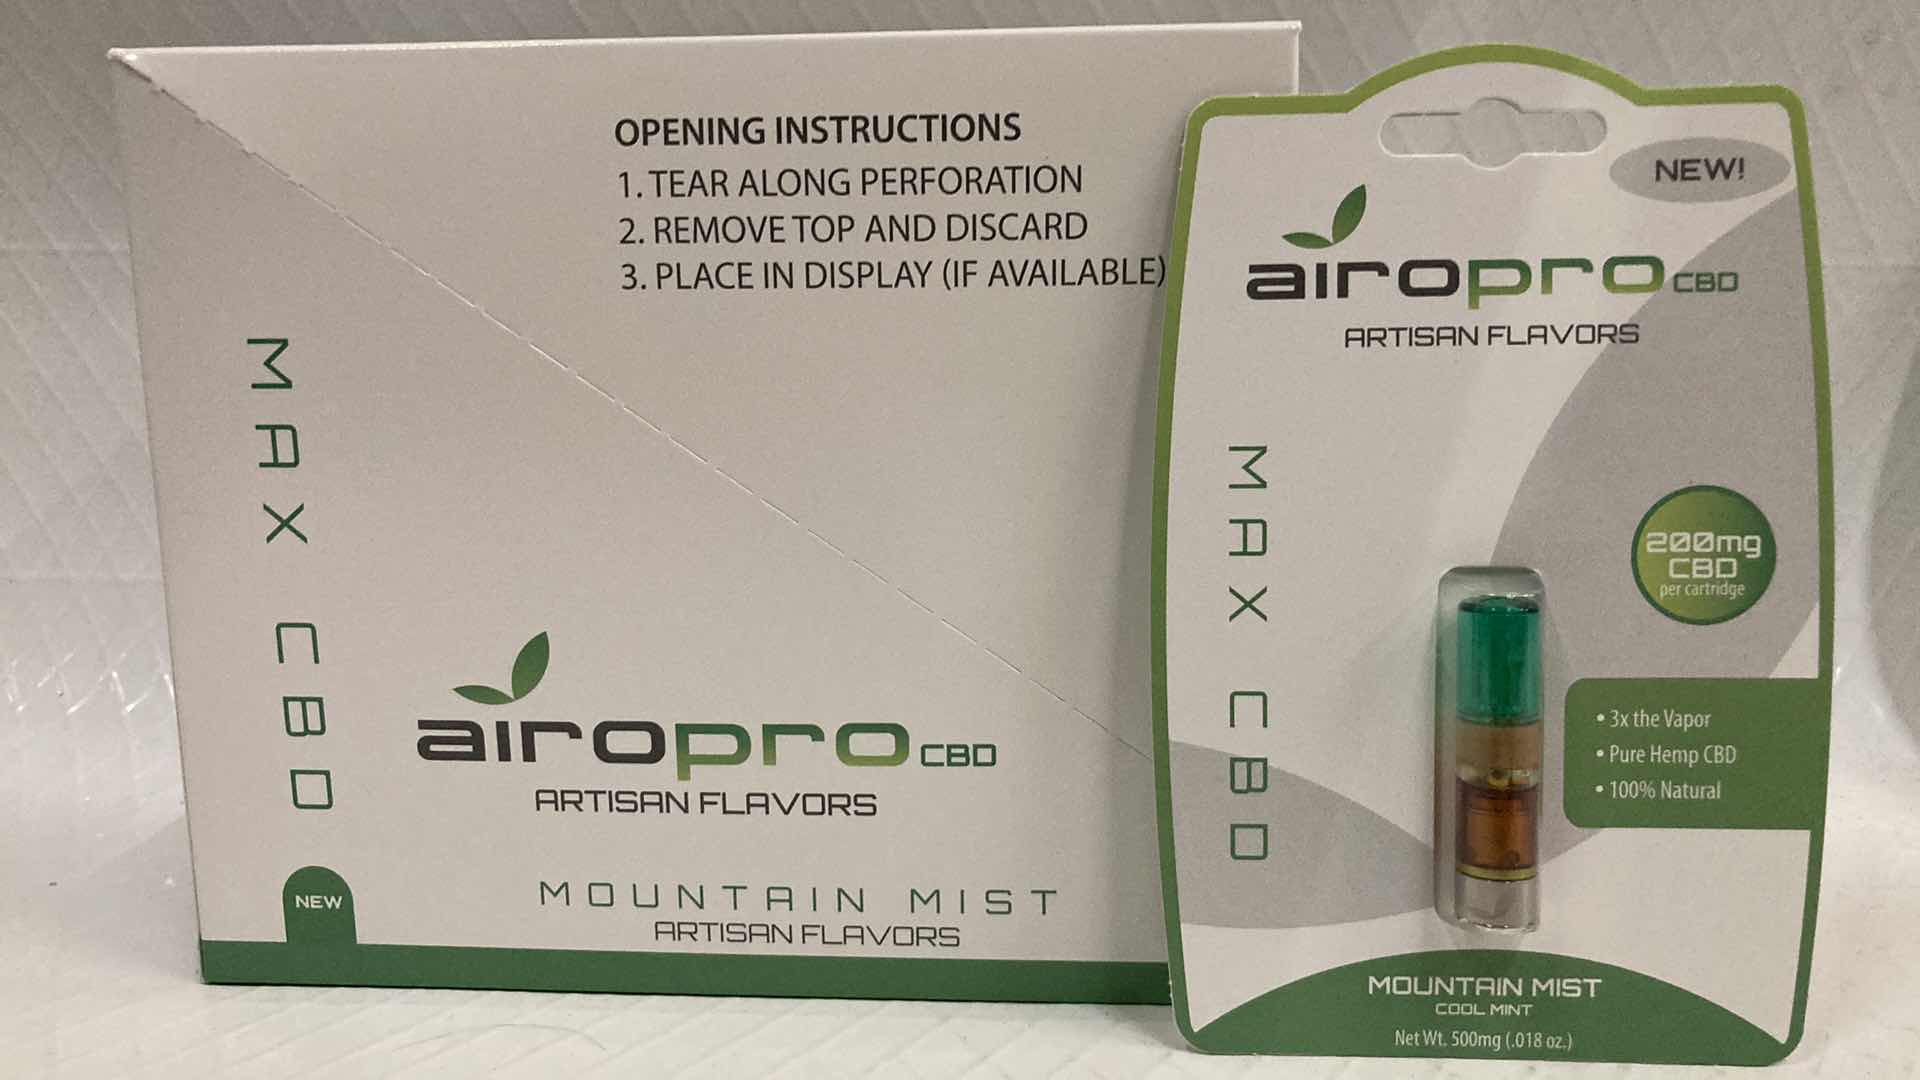 OPENING INSTRUCTIONS
1. TEAR ALONG PERFORATION
2. REMOVE TOP AND DISCARD
3. PLACE IN DISPLAY (IF AVAILABLE)
MAX CBD
airopro CBD
ARTISAN FLAVORS
NEW
MOUNTAIN MIST
ARTISAN FLAVORS
NEW!
airopro CBD
ARTISAN FLAVORS
MAX CBD
200mg
CBD
per cartridge
• 3x the Vapor
• Pure Hemp CBD
• 100% Natural
MOUNTAIN MIST
COOL MINT
Net Wt. 500mg (.018 oz.)